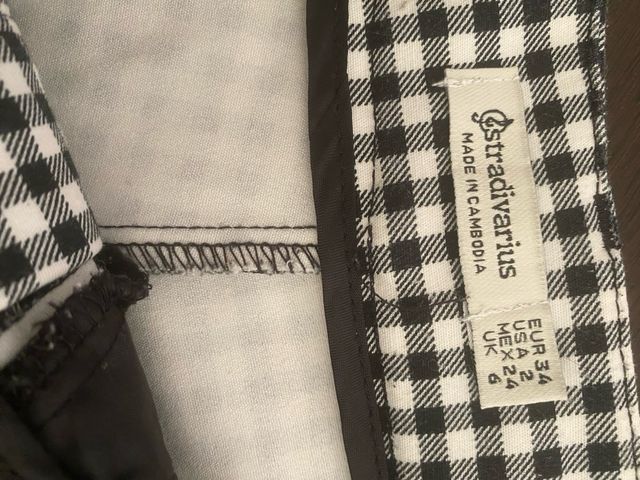 stradivarius
MADE IN CAMBODIA
EUR 34
USA 2
MEX 24
UK 6